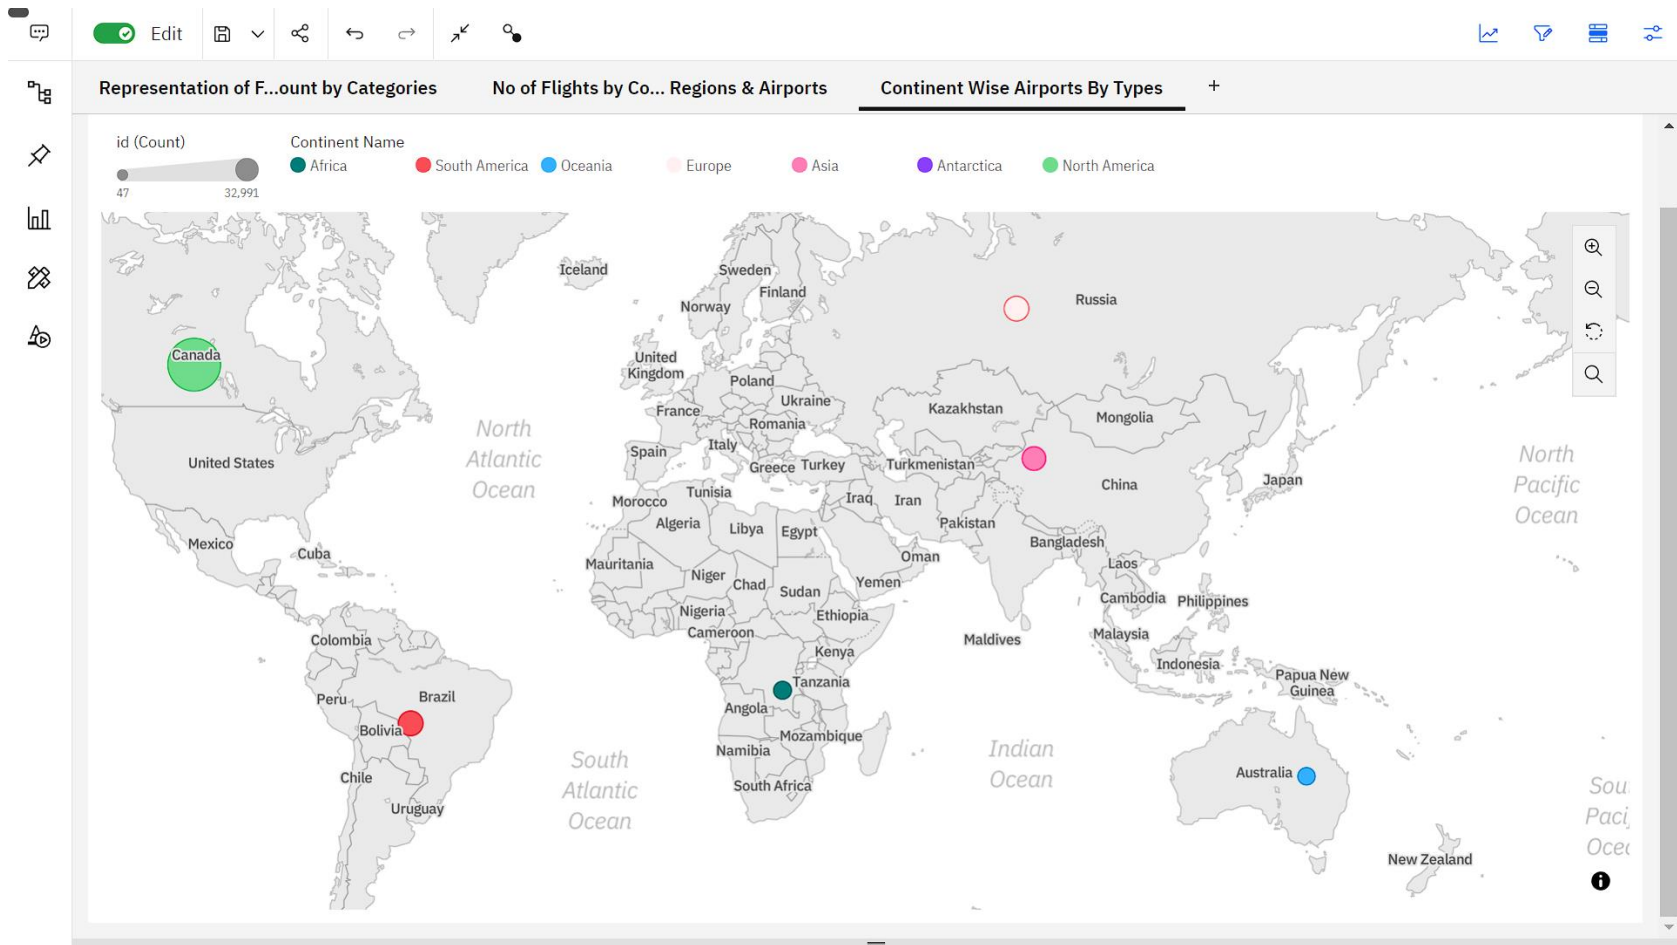 Edit
Representation of F...ount by Categories
No of Flights by Co... Regions & Airports
Continent Wise Airports By Types
+
id (Count)
47
32,991
Continent Name
Africa
South America
Oceania
Europe
Asia
Antarctica
North America
Iceland
Sweden
Finland
Norway
Russia
Canada
United
Kingdom
Poland
Ukraine
France
Romania
Kazakhstan
Mongolia
North
Atlantic
Ocean
Spain
Italy
Greece
Turkey
Turkmenistan
United States
China
Japan
North
Pacific
Ocean
Morocco
Tunisia
Iraq
Iran
Algeria
Libya
Egypt
Pakistan
Mexico
Cuba
Bangladesh
Oman
Laos
Mauritania
Niger
Chad
Sudan
Yemen
Cambodia
Philippines
Nigeria
Ethiopia
Cameroon
Colombia
Kenya
Maldives
Malaysia
Indonesia
Papua New
Guinea
Tanzania
Peru
Brazil
Angola
Bolivia
Mozambique
Namibia
South
Atlantic
Ocean
Indian
Ocean
Chile
South Africa
Australia
Uruguay
Sou
Paci
Oce
New Zealand